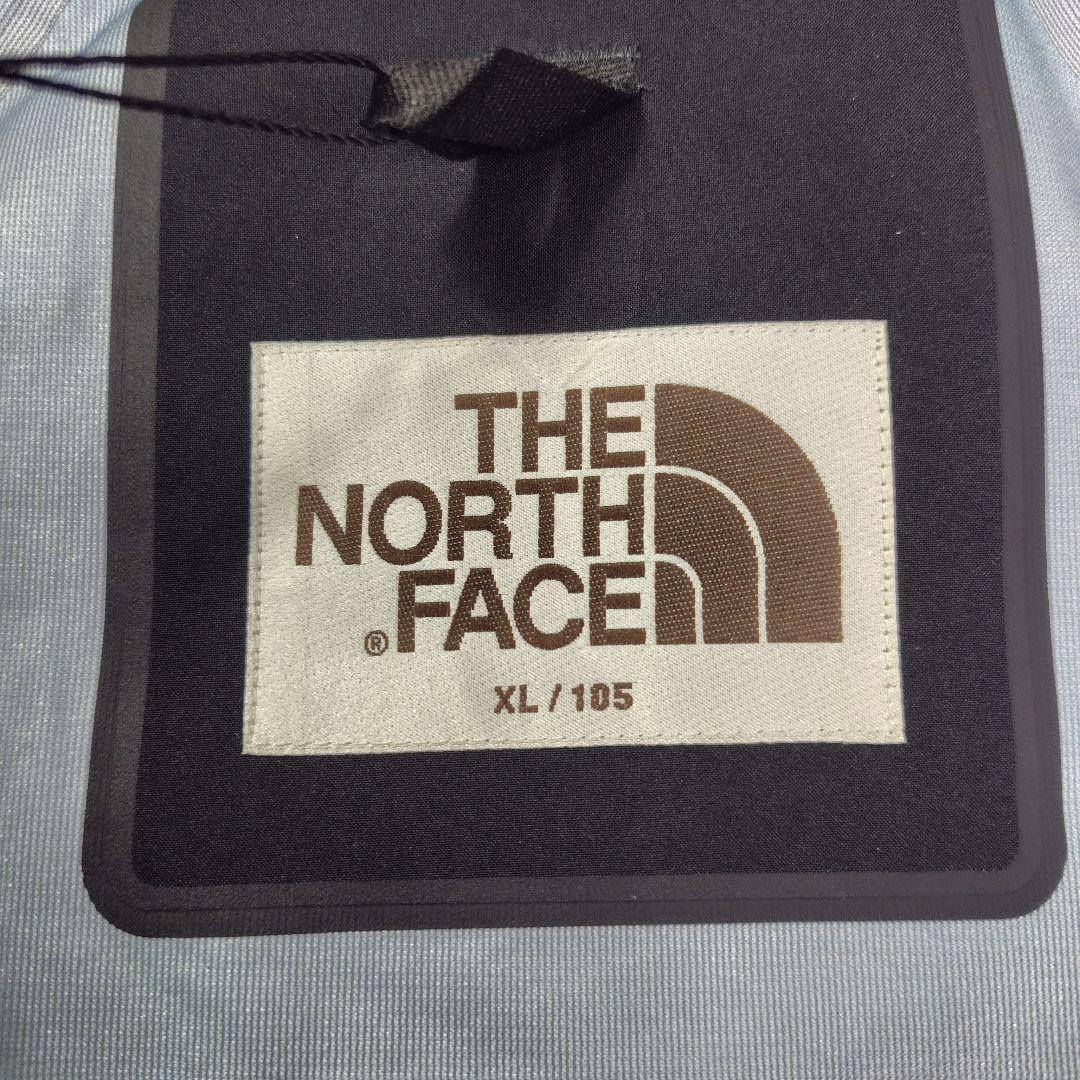 THE
NORTH
FACE
®
XL / 105